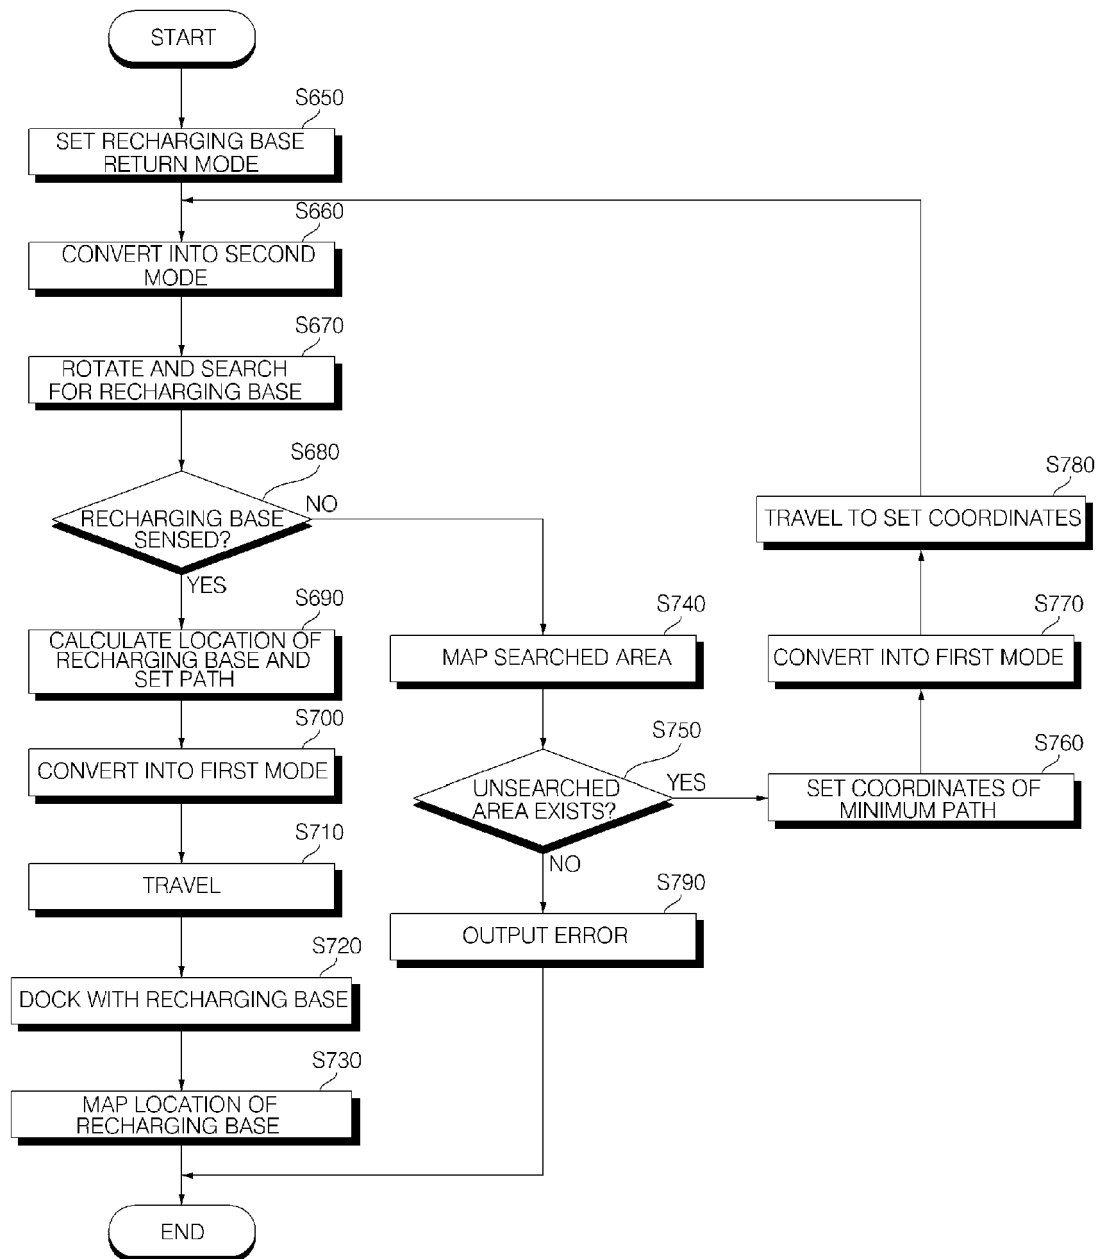 START
S650
SET RECHARGING BASE
RETURN MODE
S660
CONVERT INTO SECOND
MODE
S670
ROTATE AND SEARCH
FOR RECHARGING BASE
S680
RECHARGING BASE
SENSED?
NO
YES
S690
CALCULATE LOCATION OF
RECHARGING BASE AND
SET PATH
S700
CONVERT INTO FIRST MODE
S710
TRAVEL
S720
DOCK WITH RECHARGING BASE
S730
MAP LOCATION OF
RECHARGING BASE
END
S740
MAP SEARCHED AREA
S750
UNSEARCHED
AREA EXISTS?
YES
NO
S790
OUTPUT ERROR
S760
SET COORDINATES OF
MINIMUM PATH
S770
CONVERT INTO FIRST MODE
S780
TRAVEL TO SET COORDINATES